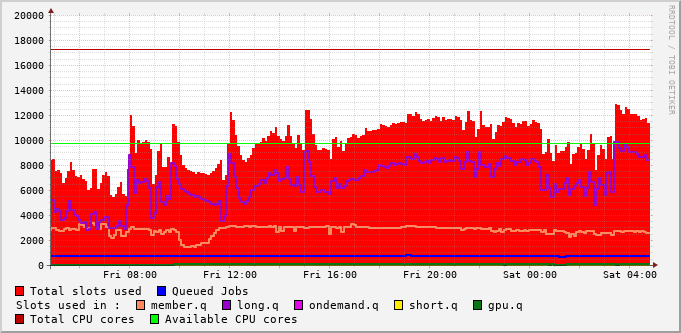 20000
18000
16000
14000
12000
10000
8000
6000
4000
2000
0
Fri 08:00 Fri 12:00 Fri 16:00 Fri 20:00 Sat 00:00 Sat 04:00
RRDTOOL / TOBI OETIKER
Total slots used Queued Jobs
Slots used in : member.q long.q ondemand.q short.q gpu.q
Total CPU cores Available CPU cores